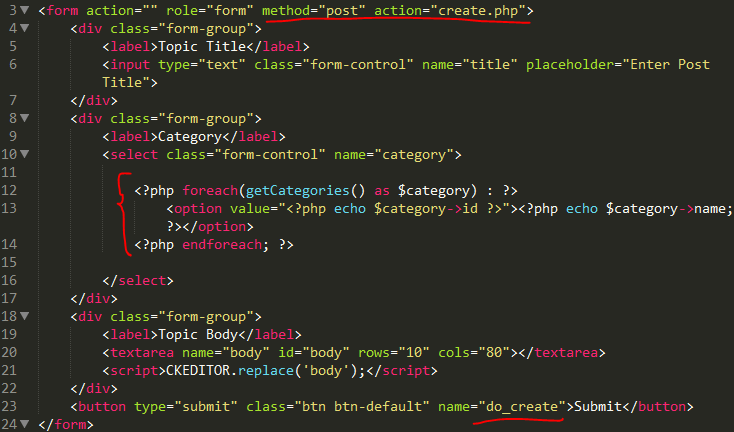 3 <form action="" role="form" method="post" action="create.php">
4 <div class="form-group">
5 <label>Topic Title</label>
6 <input type="text" class="form-control" name="title" placeholder="Enter Post
Title">
7 </div>
8 <div class="form-group">
9 <label>Category</label>
10 <select class="form-control" name="category">
11
12 <?php foreach(getCategories() as $category) : ?>
13 <option value="<?php echo $category->id ?>"><?php echo $category->name;
?></option>
14 <?php endforeach; ?>
15
16 </select>
17 </div>
18 <div class="form-group">
19 <label>Topic Body</label>
20 <textarea name="body" id="body" rows="10" cols="80"></textarea>
21 <script>CKEDITOR.replace('body');</script>
22 </div>
23 <button type="submit" class="btn btn-default" name="do_create">Submit</button>
24 </form>